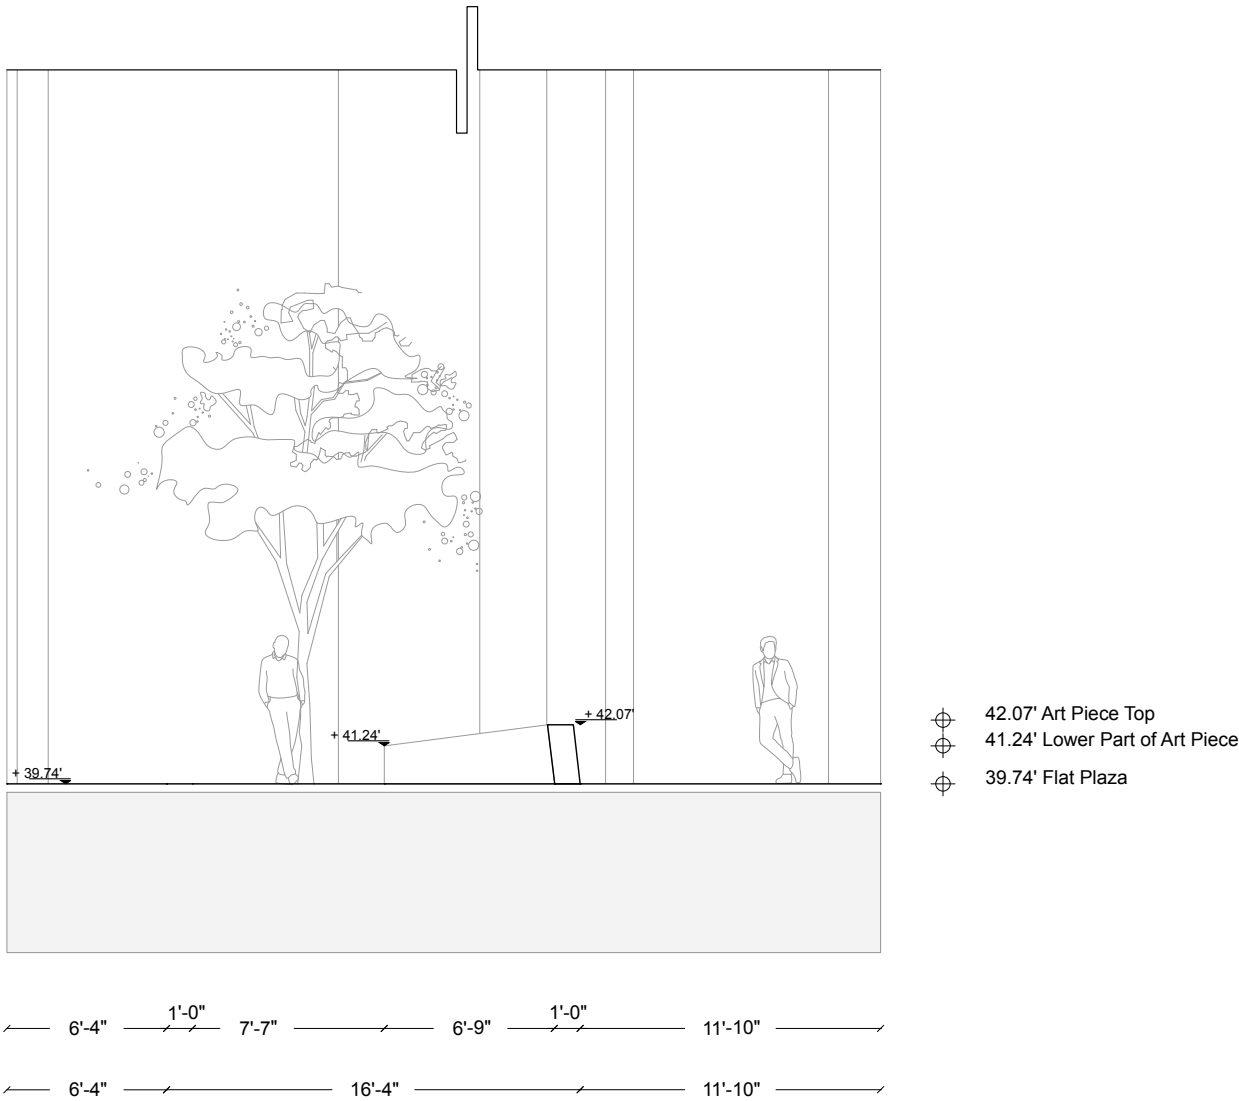 + 42.07'
+ 41.24'
+ 39.74'
42.07' Art Piece Top
41.24' Lower Part of Art Piece
39.74' Flat Plaza
6'-4" 1'-0" 7'-7" 6'-9" 1'-0" 11'-10"
6'-4" 16'-4" 11'-10"